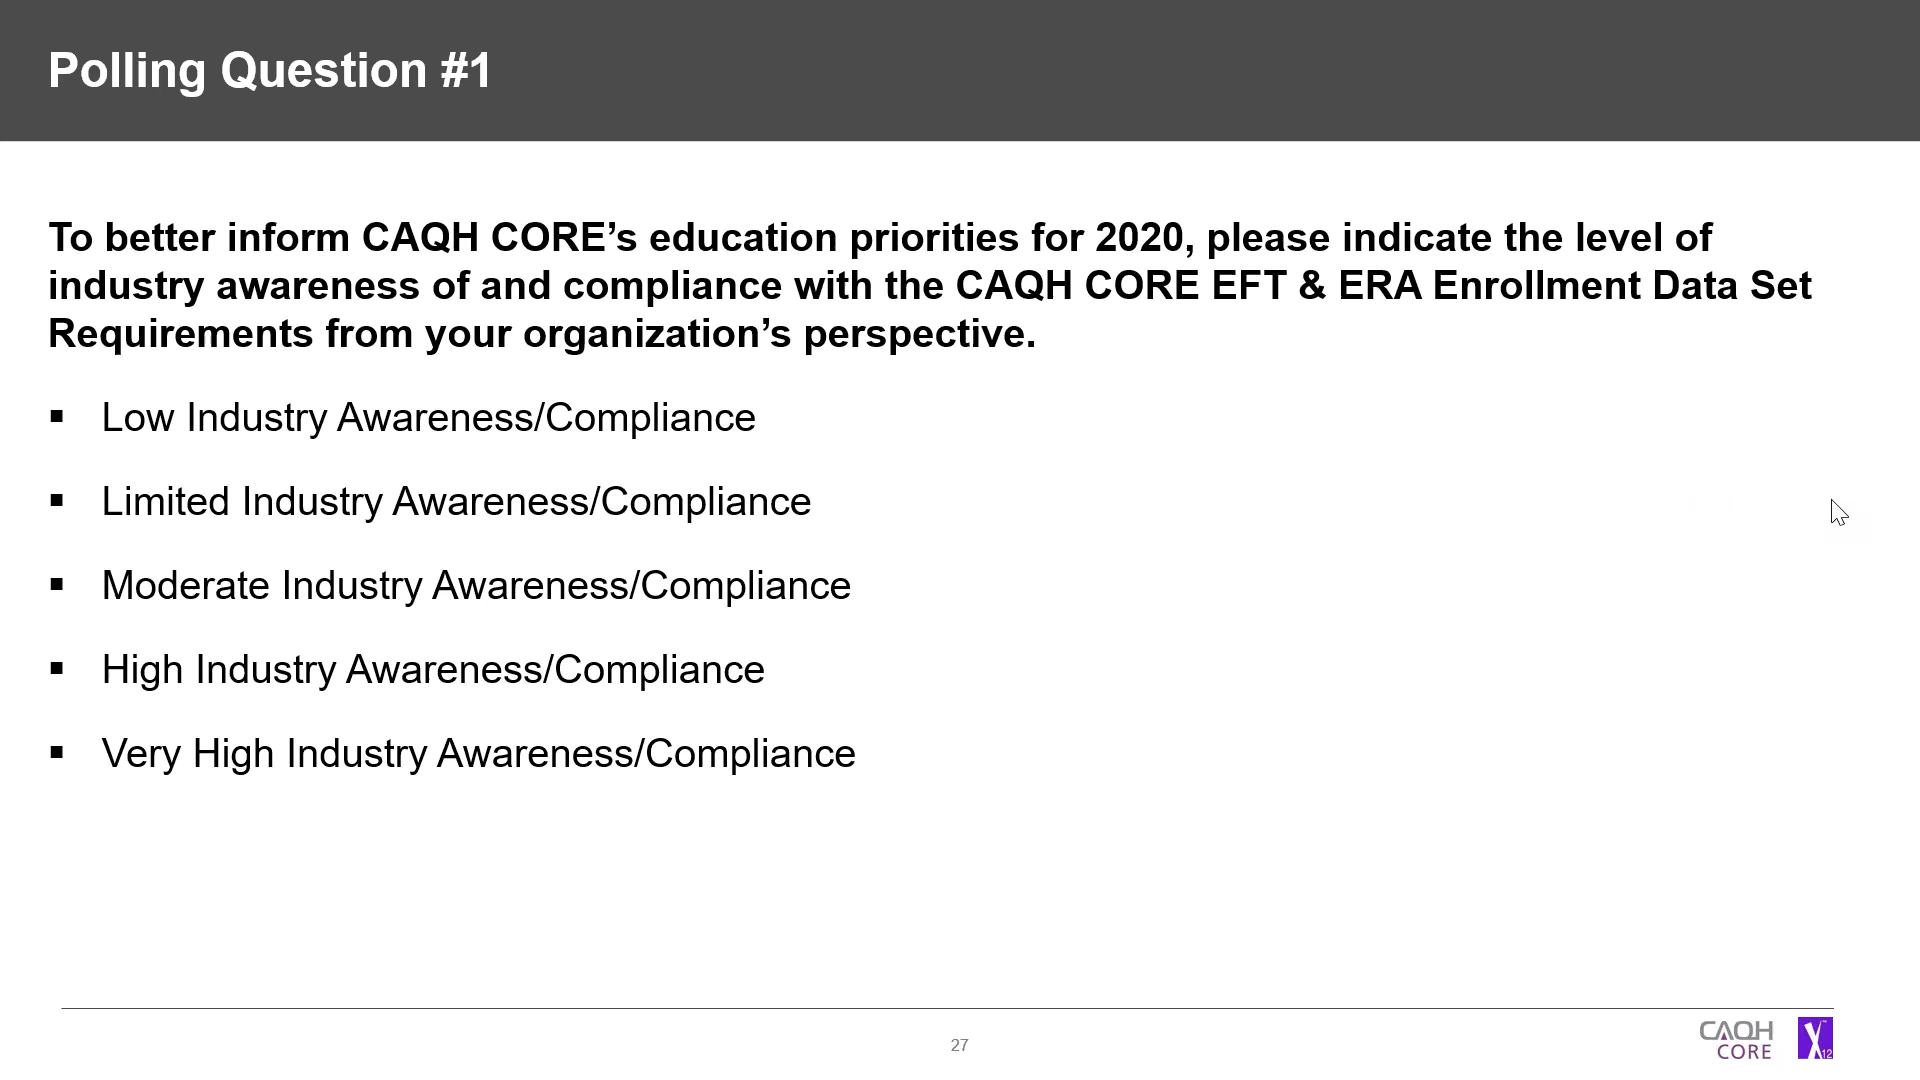 Polling Question #1
To better inform CAQH CORE’s education priorities for 2020, please indicate the level of
industry awareness of and compliance with the CAQH CORE EFT & ERA Enrollment Data Set
Requirements from your organization’s perspective.
▪ Low Industry Awareness/Compliance
▪ Limited Industry Awareness/Compliance
▪ Moderate Industry Awareness/Compliance
▪ High Industry Awareness/Compliance
▪ Very High Industry Awareness/Compliance
27
CAQH
CORE
X12